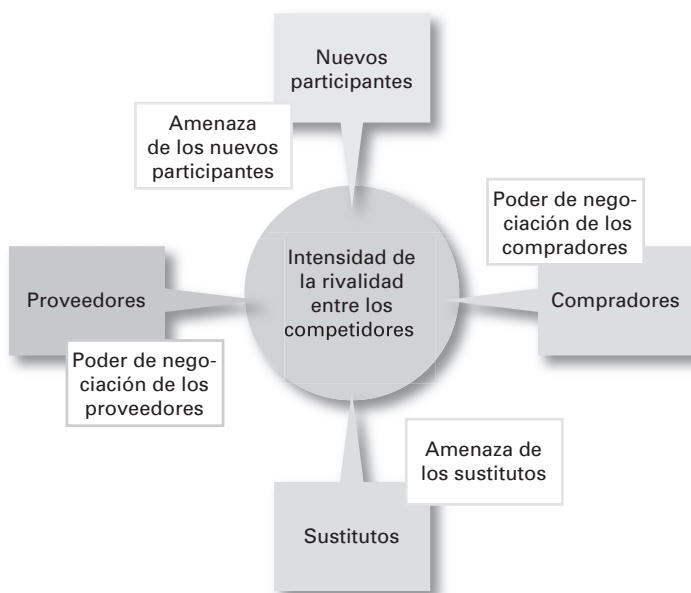 Nuevos
participantes
Amenaza
de los nuevos
participantes
Poder de nego-
ciación de los
compradores
Intensidad de
la rivalidad
entre los
competidores
Proveedores
Compradores
Poder de nego-
ciación de los
proveedores
Amenaza de
los sustitutos
Sustitutos